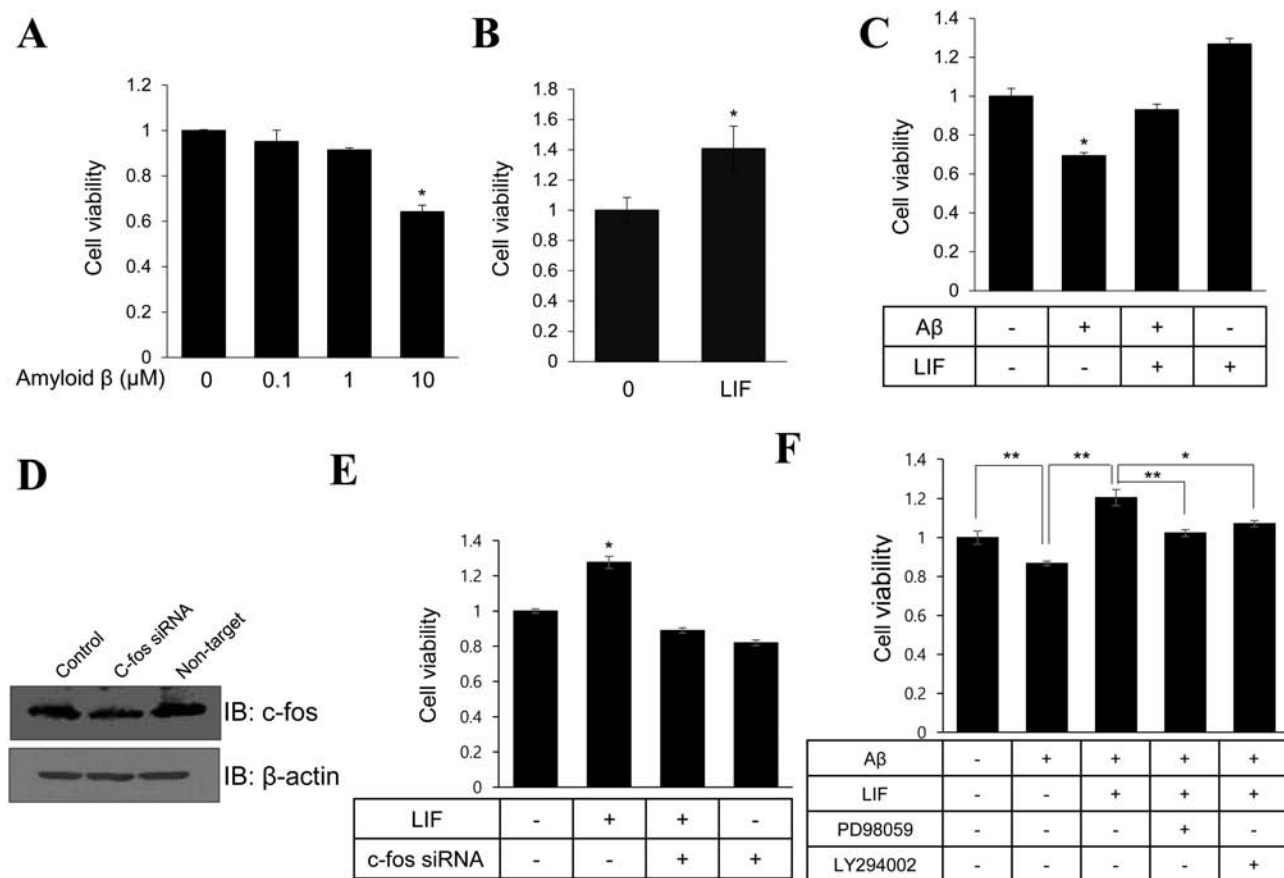 A
Cell viability
1.2
1
0.8
0.6
0.4
0.2
0
*
Amyloid β (µM) 0 0.1 1 10
B
Cell viability
1.8
1.6
1.4
1.2
1
0.8
0.6
0.4
0.2
0
*
0 LIF
C
Cell viability
1.4
1.2
1
0.8
0.6
0.4
0.2
0
*
Aβ - + + -
LIF - - + +
D
Control C-fos siRNA Non-target
IB: c-fos
IB: β-actin
E
Cell viability
1.4
1.2
1
0.8
0.6
0.4
0.2
0
*
LIF - + + -
c-fos siRNA - - + +
F
Cell viability
1.4
1.2
1
0.8
0.6
0.4
0.2
0
** ** *
**
Aβ - + + + +
LIF - - + + +
PD98059 - - - + -
LY294002 - - - - +